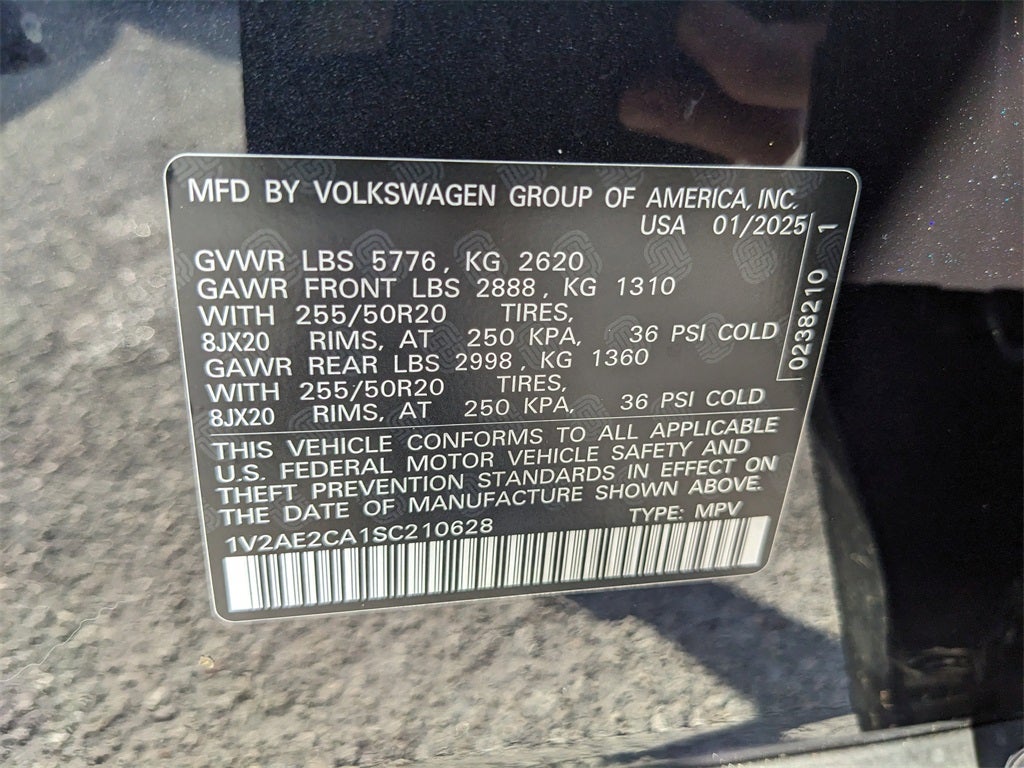 MFD BY VOLKSWAGEN GROUP OF AMERICA, INC.
USA 01/2025
GVWR LBS 5776, KG 2620
GAWR FRONT LBS 2888, KG 1310
WITH 255/50R20 TIRES,
8JX20 RIMS, AT 250 KPA, 36 PSI COLD
GAWR REAR LBS 2998, KG 1360
WITH 255/50R20 TIRES,
8JX20 RIMS, AT 250 KPA, 36 PSI COLD
0238210 1
THIS VEHICLE CONFORMS TO ALL APPLICABLE
U.S. FEDERAL MOTOR VEHICLE SAFETY AND
THEFT PREVENTION STANDARDS IN EFFECT ON
THE DATE OF MANUFACTURE SHOWN ABOVE.
1V2AE2CA1SC210628 TYPE: MPV